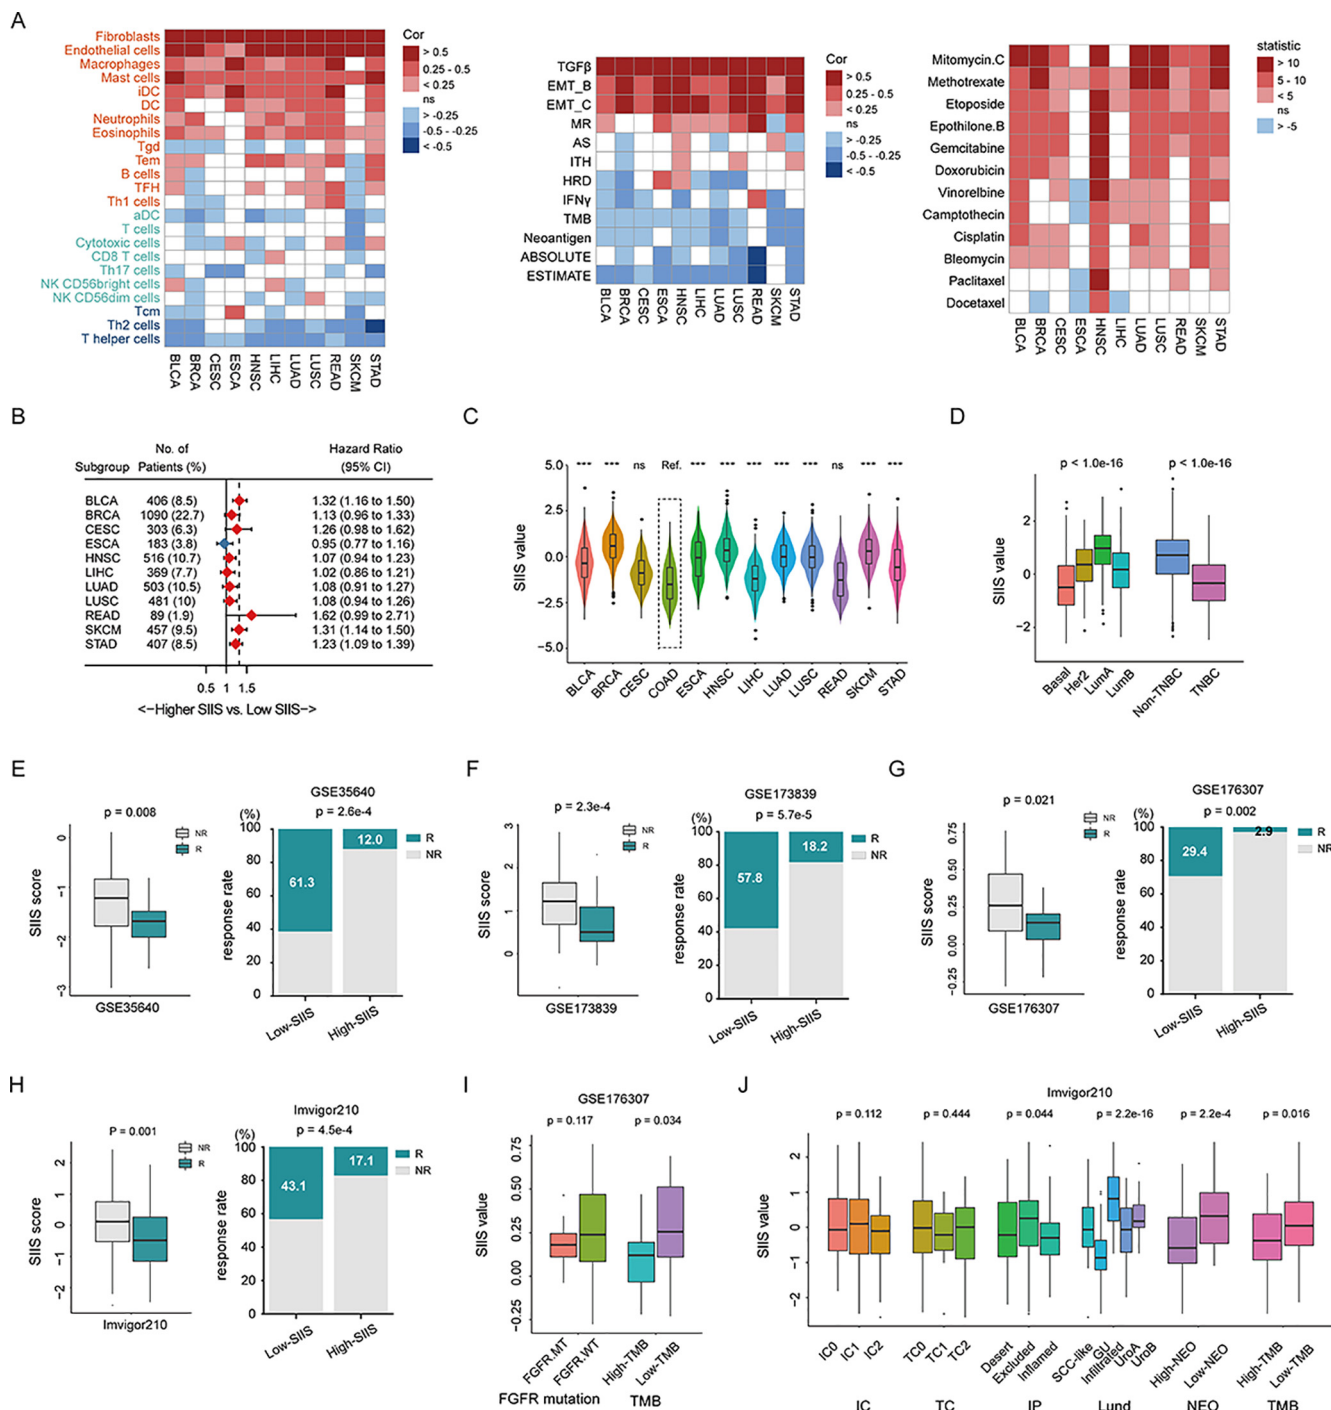 A
Fibroblasts
Endothelial cells
Macrophages
Mast cells
iDC
DC
Neutrophils
Eosinophils
Tgd
Tem
B cells
TFH
Th1 cells
aDC
T cells
Cytotoxic cells
CD8 T cells
Th17 cells
NK CD56bright cells
NK CD56dim cells
Tcm
Th2 cells
T helper cells
BLCA
BRCA
CESC
ESCA
HNSC
LIHC
LUAD
LUSC
READ
SKCM
STAD
Cor
> 0.5
0.25 - 0.5
< 0.25
ns
> -0.25
-0.5 - -0.25
< -0.5
TGFβ
EMT_B
EMT_C
MR
AS
ITH
HRD
IFNγ
TMB
Neoantigen
ABSOLUTE
ESTIMATE
BLCA
BRCA
CESC
ESCA
HNSC
LIHC
LUAD
LUSC
READ
SKCM
STAD
Cor
> 0.5
0.25 - 0.5
< 0.25
ns
> -0.25
-0.5 - -0.25
< -0.5
Mitomycin.C
Methotrexate
Etoposide
Epothilone.B
Gemcitabine
Doxorubicin
Vinorelbine
Camptothecin
Cisplatin
Bleomycin
Paclitaxel
Docetaxel
BLCA
BRCA
CESC
ESCA
HNSC
LIHC
LUAD
LUSC
READ
SKCM
STAD
statistic
> 10
5 - 10
< 5
ns
> -5
B
No. of Hazard Ratio
Subgroup Patients (%) (95% CI)
BLCA 406 (8.5) 1.32 (1.16 to 1.50)
BRCA 1090 (22.7) 1.13 (0.96 to 1.33)
CESC 303 (6.3) 1.26 (0.98 to 1.62)
ESCA 183 (3.8) 0.95 (0.77 to 1.16)
HNSC 516 (10.7) 1.07 (0.94 to 1.23)
LIHC 369 (7.7) 1.02 (0.86 to 1.21)
LUAD 503 (10.5) 1.08 (0.91 to 1.27)
LUSC 481 (10) 1.08 (0.94 to 1.26)
READ 89 (1.9) 1.62 (0.99 to 2.71)
SKCM 457 (9.5) 1.31 (1.14 to 1.50)
STAD 407 (8.5) 1.23 (1.09 to 1.39)
0.5 1 1.5
<-Higher SIIS vs. Low SIIS->
C
SIIS value
5.0
2.5
0.0
-2.5
-5.0
*** *** ns Ref. *** *** *** *** *** ns *** ***
BLCA
BRCA
CESC
COAD
ESCA
HNSC
LIHC
LUAD
LUSC
READ
SKCM
STAD
D
p < 1.0e-16 p < 1.0e-16
SIIS value
2
0
-2
Basal
Her2
LumA
LumB
Non-TNBC
TNBC
E
p = 0.008
SIIS score
0
-1
-2
-3
NR
R
GSE35640
GSE35640
p = 2.6e-4
(%)
response rate
100
80
60
40
20
0
61.3
12.0
R
NR
Low-SIIS
High-SIIS
F
p = 2.3e-4
SIIS score
3
2
1
0
NR
R
GSE173839
GSE173839
p = 5.7e-5
(%)
response rate
100
80
60
40
20
0
57.8
18.2
R
NR
Low-SIIS
High-SIIS
G
p = 0.021
SIIS score
0.75
0.50
0.25
0.00
-0.25
NR
R
GSE176307
GSE176307
p = 0.002
(%)
response rate
100
80
60
40
20
0
29.4
2.9
R
NR
Low-SIIS
High-SIIS
H
P = 0.001
SIIS score
2
1
0
-1
-2
NR
R
Imvigor210
Imvigor210
p = 4.5e-4
(%)
response rate
100
80
60
40
20
0
43.1
17.1
R
NR
Low-SIIS
High-SIIS
I
GSE176307
p = 0.117 p = 0.034
SIIS value
0.75
0.50
0.25
0.00
-0.25
FGFR.MT
FGFR.WT
High-TMB
Low-TMB
FGFR mutation TMB
J
Imvigor210
p = 0.112 p = 0.444 p = 0.044 p = 2.2e-16 p = 2.2e-4 p = 0.016
SIIS value
2
1
0
-1
-2
IC0
IC1
IC2
TC0
TC1
TC2
Desert
Excluded
Inflamed
SCC-like
GU
Infiltrated
UroA
UroB
High-NEO
Low-NEO
High-TMB
Low-TMB
IC TC IP Lund NEO TMB